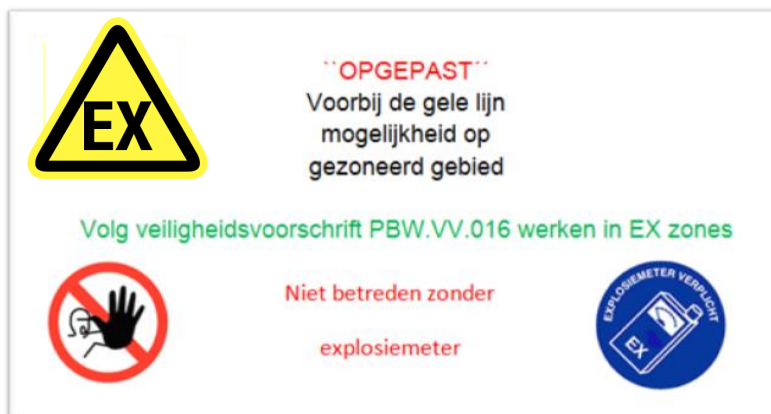 ``OPGEPAST´´
Voorbij de gele lijn
mogelijkheid op
gezoneerd gebied
EX
Volg veiligheidsvoorschrift PBW.VV.016 werken in EX zones
Niet betreden zonder
explosiemeter
EXPLOSIEMETER VERPLICHT
EX